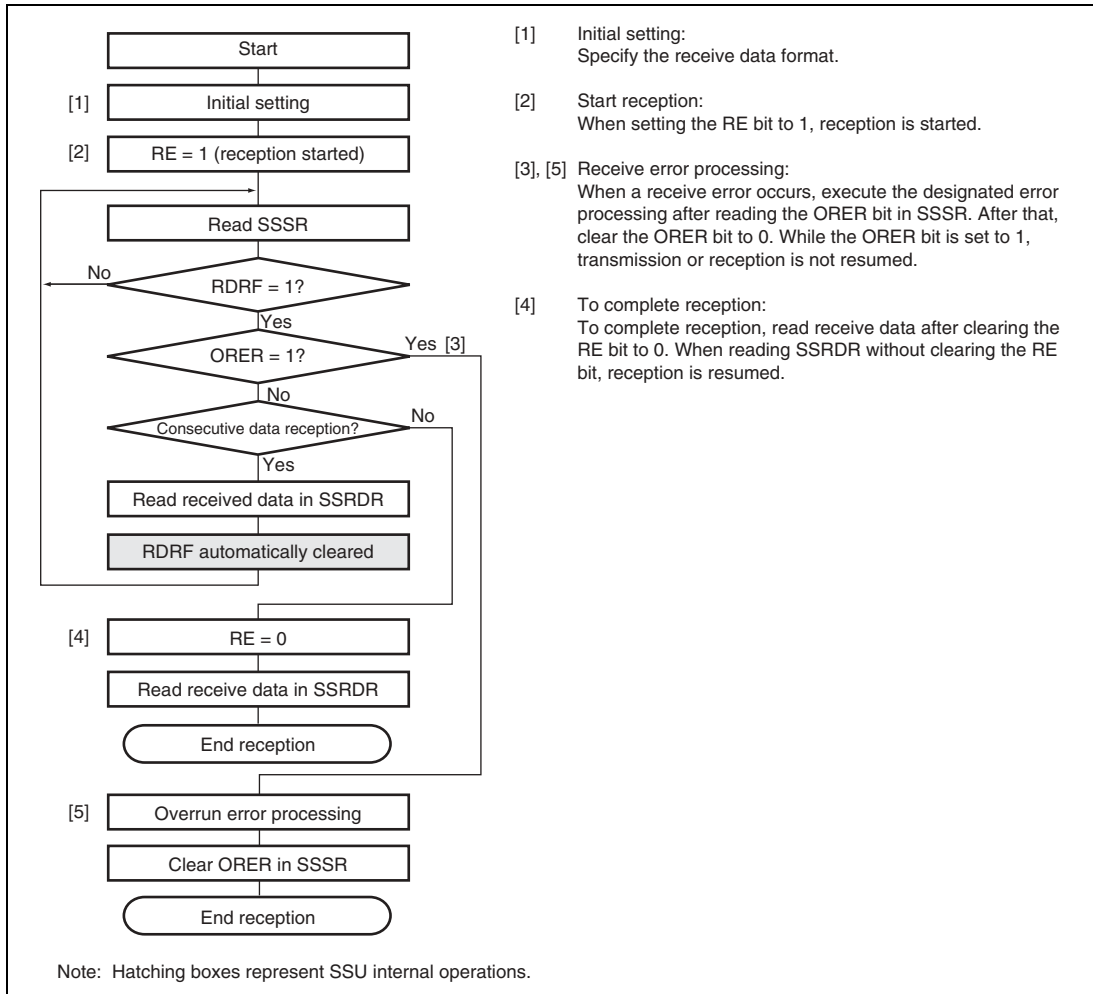 Start
[1] Initial setting
[2] RE = 1 (reception started)
Read SSSR
No
RDRF = 1?
Yes
ORER = 1?
Yes [3]
No
Consecutive data reception?
No
Yes
Read received data in SSRDR
RDRF automatically cleared
[4] RE = 0
Read receive data in SSRDR
End reception
[5] Overrun error processing
Clear ORER in SSSR
End reception
[1] Initial setting:
Specify the receive data format.
[2] Start reception:
When setting the RE bit to 1, reception is started.
[3], [5] Receive error processing:
When a receive error occurs, execute the designated error
processing after reading the ORER bit in SSSR. After that,
clear the ORER bit to 0. While the ORER bit is set to 1,
transmission or reception is not resumed.
[4] To complete reception:
To complete reception, read receive data after clearing the
RE bit to 0. When reading SSRDR without clearing the RE
bit, reception is resumed.
Note: Hatching boxes represent SSU internal operations.